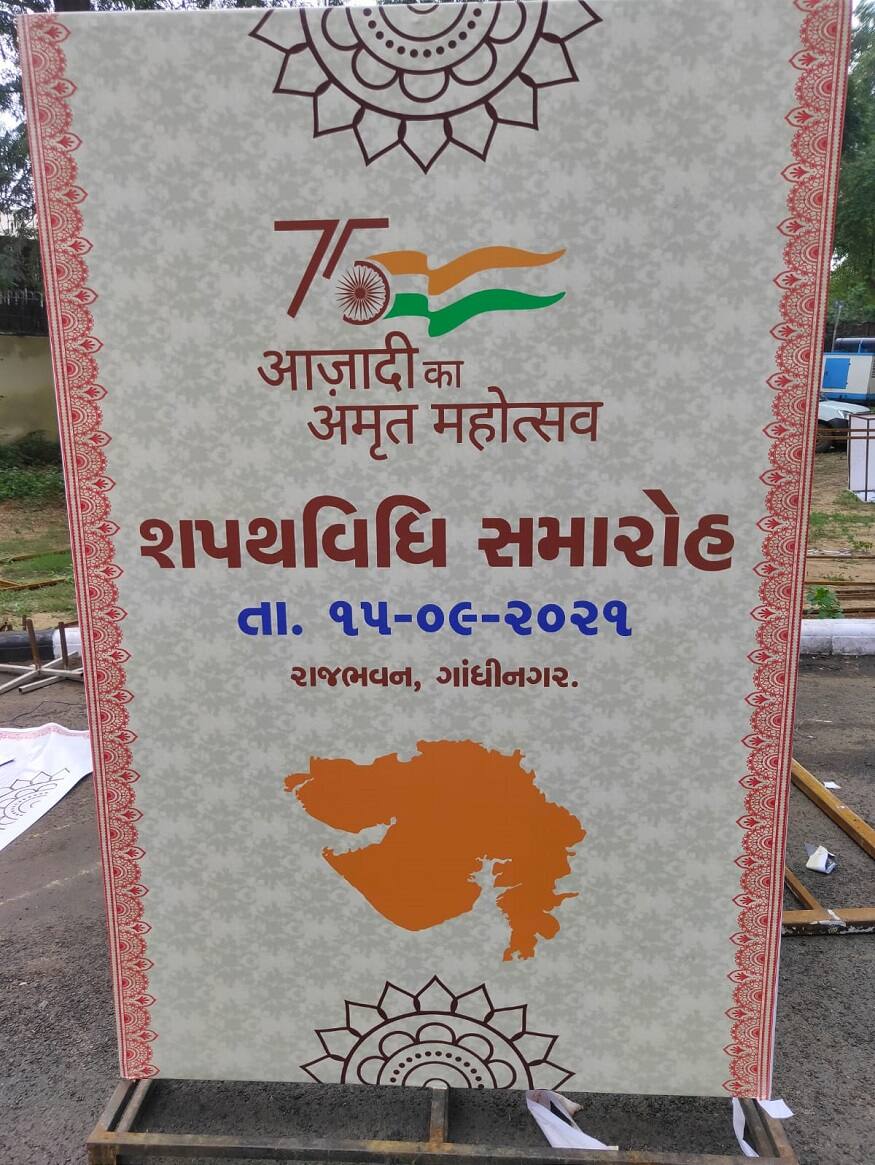 75
आज़ादी का
अमृत महोत्सव
શપથવિધિ સમારોહ
તા. ૧૫-૦૯-૨૦૨૧
રાજભવન, ગાંધીનગર.